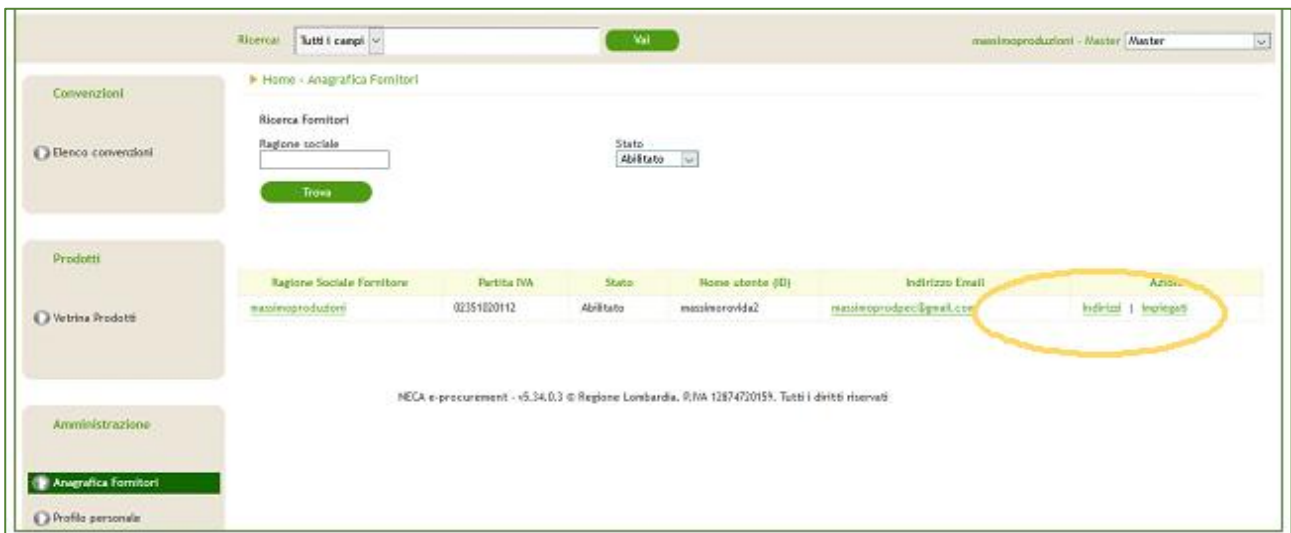 Ricerca: Tutti i campi Vai massimoproduzioni - Master Master
Convenzioni
Elenco convenzioni
Prodotti
Vetrina Prodotti
Amministrazione
Anagrafica Fornitori
Profilo personale
Home - Anagrafica Fornitori
Ricerca Fornitori
Ragione sociale Stato
Abilitato
Trova
Ragione Sociale Fornitore Partita IVA Stato Nome utente (ID) Indirizzo Email Azioni
massimoproduzioni 02351020112 Abilitato massimorovida2 massimoprodpec@gmail.com Indirizzi | Impiegati
NECA e-procurement - v5.34.0.3 © Regione Lombardia. P.IVA 12874720159. Tutti i diritti riservati